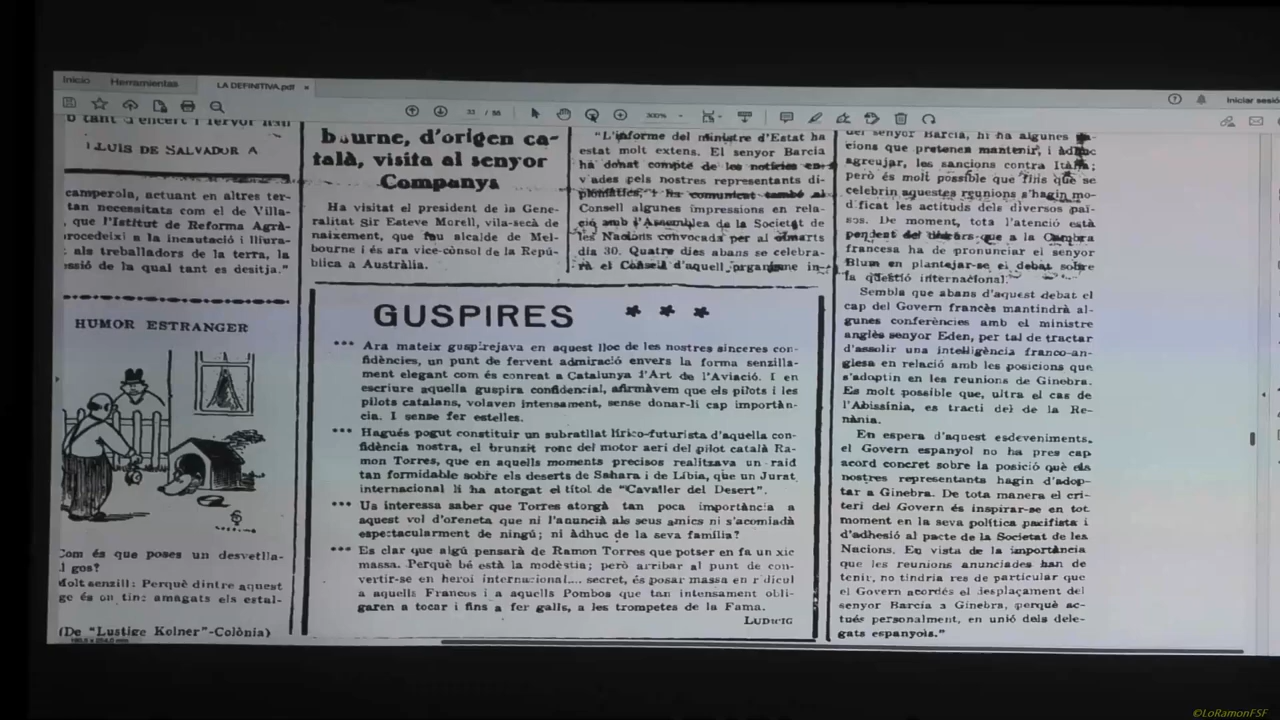 Inicio
Herramientas
LA DEFINITIVA.pdf
Iniciar sesió
33 / 56
300%
LLUIS DE SALVADOR A
camperola, actuant en altres ter-
tan necessitats com el de Villa-
, que l'Istitut de Reforma Agrà-
procedeixi a la incautació i lliura-
als treballadors de la terra, la
ssió de la qual tant es desitja."
HUMOR ESTRANGER
Com és que poses un desvetlla-
l gos?
Molt senzill: Perquè dintre aquest
ge és on tinc amagats els estal-
(De "Lustige Kolner"-Colònia)
bourne, d'origen ca-
talà, visita al senyor
Companys
Ha visitat el president de la Gene-
ralitat sir Esteve Morell, vila-secà de
naixement, que fou alcalde de Mel-
bourne i és ara vice-cònsol de la Repú-
blica a Austràlia.
"L'informe del ministre d'Estat ha
estat molt extens. El senyor Barcia
ha donat compte de les notícies en-
viades pels nostres representants di-
plomàtics, i ha comunicat també al
Consell algunes impressions en rela-
ció amb l'Assemblea de la Societat de
les Nacions convocada per al dimarts
dia 30. Quatre dies abans se celebra-
rà el Consell d'aquell organisme in-
GUSPIRES * * *
*** Ara mateix guspirejava en aquest lloc de les nostres sinceres con-
fidències, un punt de fervent admiració envers la forma senzilla-
ment elegant com és conreat a Catalunya l'Art de l'Aviació. I en
escriure aquella guspira confidencial, afirmàvem que els pilots i les
pilots catalans, volaven intensament, sense donar-li cap importàn-
cia. I sense fer estelles.
*** Hagués pogut constituir un subratllat lírico-futurista d'aquella con-
fidència nostra, el brunzit ronc del motor aeri del pilot català Ra-
mon Torres, que en aquells moments precisos realitzava un raid
tan formidable sobre els deserts de Sahara i de Líbia, que un Jurat
internacional li ha atorgat el títol de "Cavaller del Desert".
*** Us interessa saber que Torres atorgà tan poca importància a
aquest vol d'oreneta que ni l'anuncià als seus amics ni s'acomiadà
espectacularment de ningú; ni àdhuc de la seva família?
*** Es clar que algú pensarà de Ramon Torres que potser en fa un xic
massa. Perquè bé està la modèstia; però arribar al punt de con-
vertir-se en heroi internacional... secret, és posar massa en ridícul
a aquells Francos i a aquells Pombos que tan intensament obli-
garen a tocar i fins a fer galls, a les trompetes de la Fama.
LUDWIG
del senyor Barcia, hi ha algunes
cions que pretenen mantenir, i àdhuc
agreujar, les sancions contra Itàlia;
però és molt possible que fins que se
celebrin aquestes reunions s'hagin mo-
dificat les actituds dels diversos paï-
sos. De moment, tota l'atenció està
pendent del discurs que a la Cambra
francesa ha de pronunciar el senyor
Blum en plantejar-se el debat sobre
la qüestió internacional.
Sembla que abans d'aquest debat el
cap del Govern francès mantindrà al-
gunes conferències amb el ministre
anglès senyor Eden, per tal de tractar
d'assolir una intel·ligència franco-an-
glesa en relació amb les posicions que
s'adoptin en les reunions de Ginebra.
Es molt possible que, ultra el cas de
l'Abissínia, es tracti del de la Re-
nània.
En espera d'aquest esdeveniments,
el Govern espanyol no ha pres cap
acord concret sobre la posició què els
nostres representants hagin d'adop-
tar a Ginebra. De tota manera el cri-
teri del Govern és inspirar-se en tot
moment en la seva política pacifista i
d'adhesió al pacte de la Societat de les
Nacions. En vista de la importància
que les reunions anunciades han de
tenir, no tindria res de particular que
el Govern acordés el desplaçament del
senyor Barcia a Ginebra, perquè ac-
tués personalment, en unió dels dele-
gats espanyols."
©LoRamonFSF